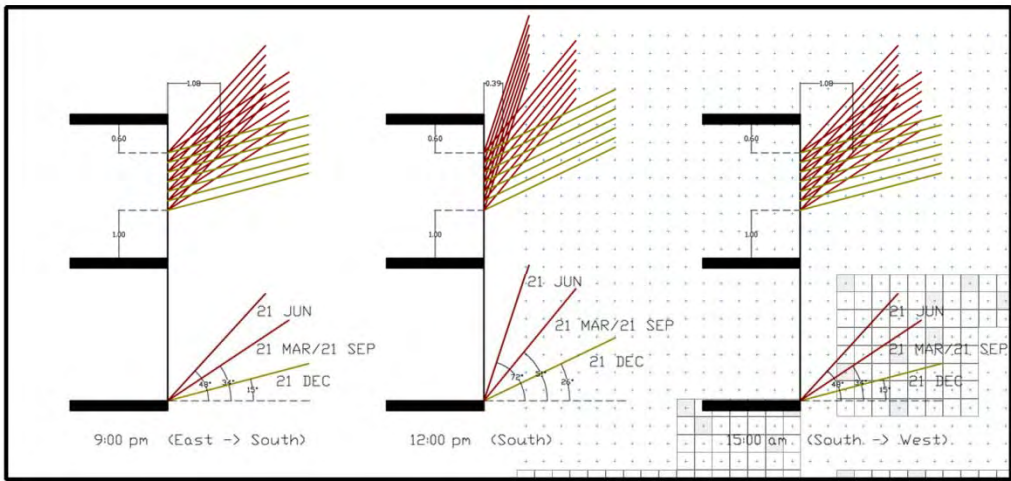 1.08
0.60
1.00
21 JUN
21 MAR/21 SEP
21 DEC
48° 34° 15°
9:00 pm (East -> South)
0.39
0.60
1.00
21 JUN
21 MAR/21 SEP
21 DEC
72° 51° 26°
12:00 pm (South)
1.08
0.60
1.00
21 JUN
21 MAR/21 SEP
21 DEC
48° 34° 15°
15:00 am (South -> West)